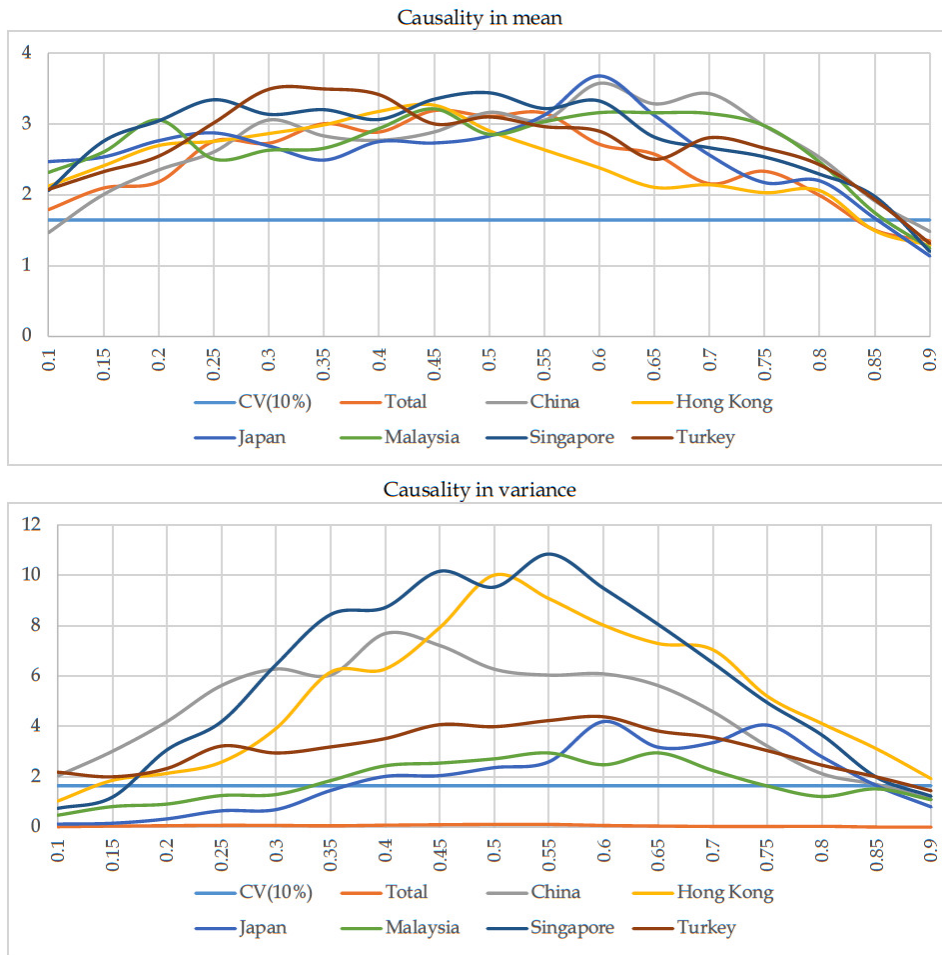 Causality in mean
4
3
2
1
0
0.1 0.15 0.2 0.25 0.3 0.35 0.4 0.45 0.5 0.55 0.6 0.65 0.7 0.75 0.8 0.85 0.9
CV(10%) Total China Hong Kong
Japan Malaysia Singapore Turkey
Causality in variance
12
10
8
6
4
2
0
0.1 0.15 0.2 0.25 0.3 0.35 0.4 0.45 0.5 0.55 0.6 0.65 0.7 0.75 0.8 0.85 0.9
CV(10%) Total China Hong Kong
Japan Malaysia Singapore Turkey